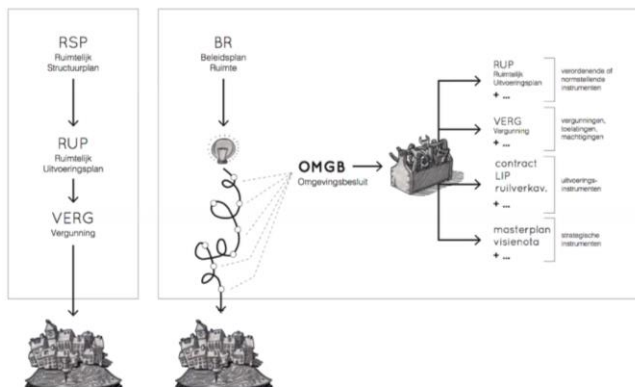 RSP
Ruimtelijk
Structuurplan
RUP
Ruimtelijk
Uitvoeringsplan
VERG
Vergunning
BR
Beleidsplan
Ruimte
OMGB
Omgevingsbesluit
RUP
Ruimtelijk
Uitvoeringsplan
+ ...
verordenende of
normstellende
instrumenten
VERG
Vergunning
+ ...
vergunningen,
toelatingen,
machtigingen
contract
LIP
ruilverkav.
+ ...
uitvoerings-
instrumenten
masterplan
visienota
+ ...
strategische
instrumenten